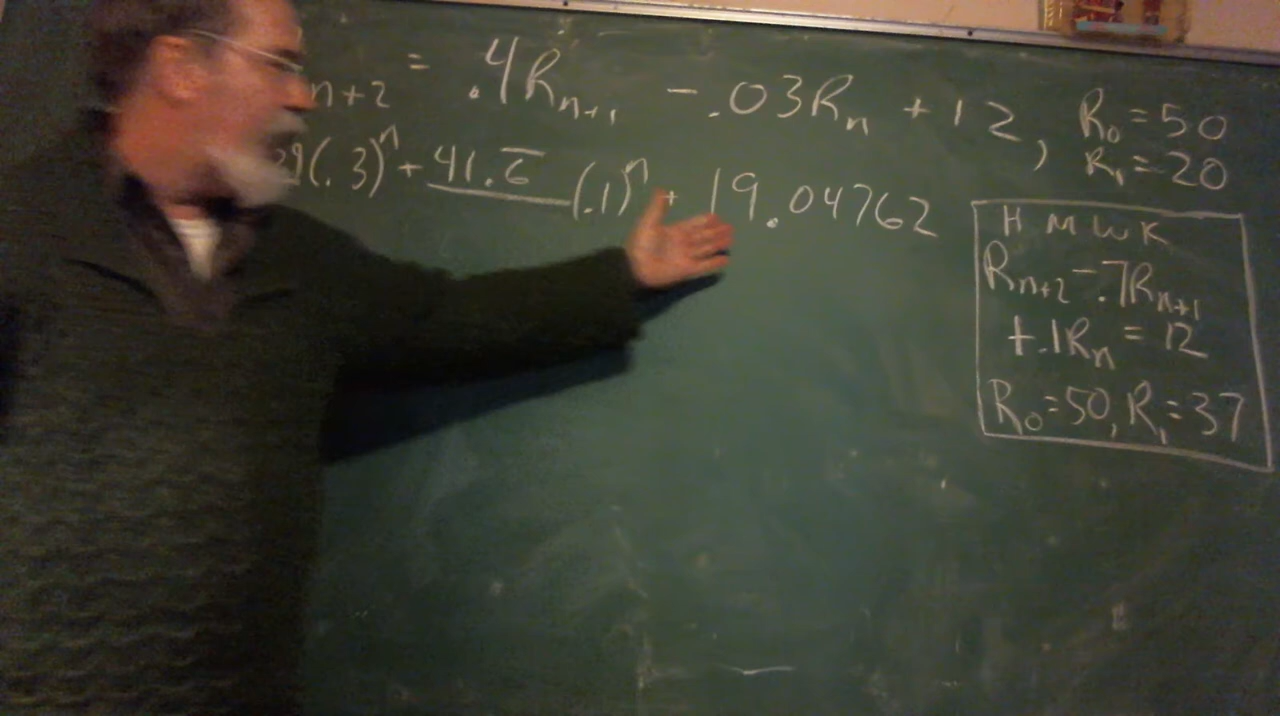 n+2 = .4Rn+1 - .03Rn + 12, R0=50
R1=20
9(.3)^n + 41.6̅ (.1)^n + 19.04762
HMWK
Rn+2 - .7Rn+1
+.1Rn = 12
R0=50, R1=37